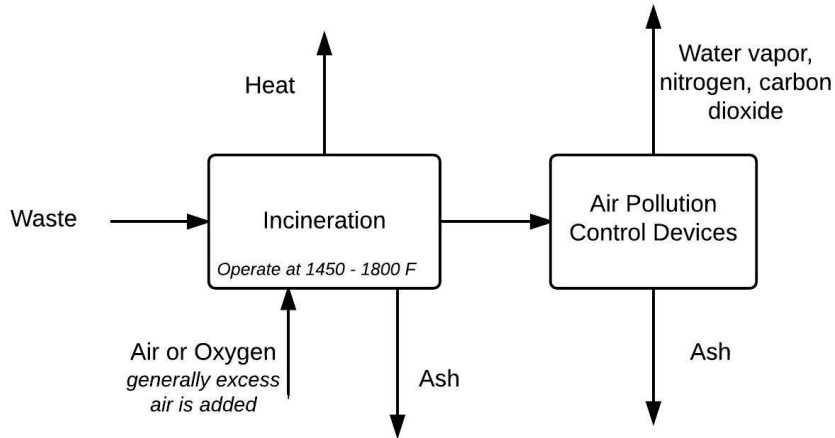 Heat
Water vapor,
nitrogen, carbon
dioxide
Waste
Incineration
Operate at 1450 - 1800 F
Air Pollution
Control Devices
Air or Oxygen
generally excess
air is added
Ash
Ash